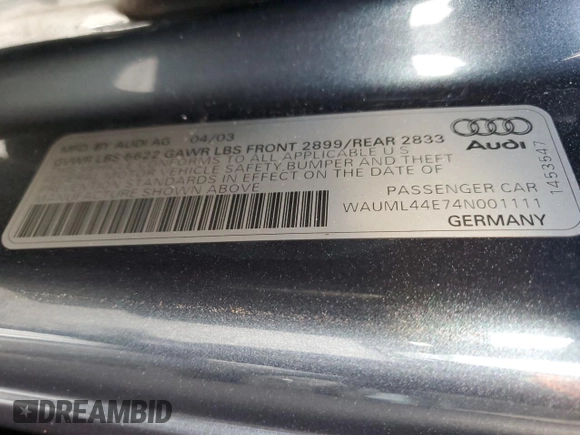 MFD. BY AUDI AG 04/03
GVWR LBS 5622 GAWR LBS FRONT 2899/REAR 2833
CONFORMS TO ALL APPLICABLE U S
VEHICLE SAFETY, BUMPER AND THEFT
STANDARDS IN EFFECT ON THE DATE OF
SHOWN ABOVE
PASSENGER CAR
WAUML44E74N001111
GERMANY
Audi
1453547
DREAMBID